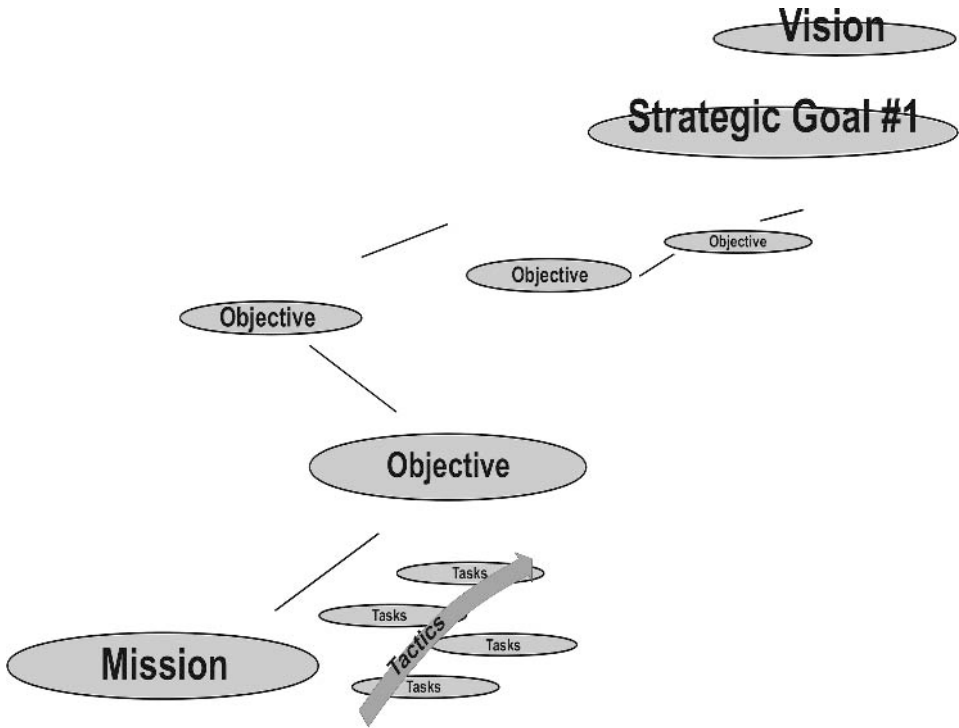 Vision
Strategic Goal #1
Objective
Objective
Objective
Objective
Tasks
Tasks
Tactics
Tasks
Mission
Tasks